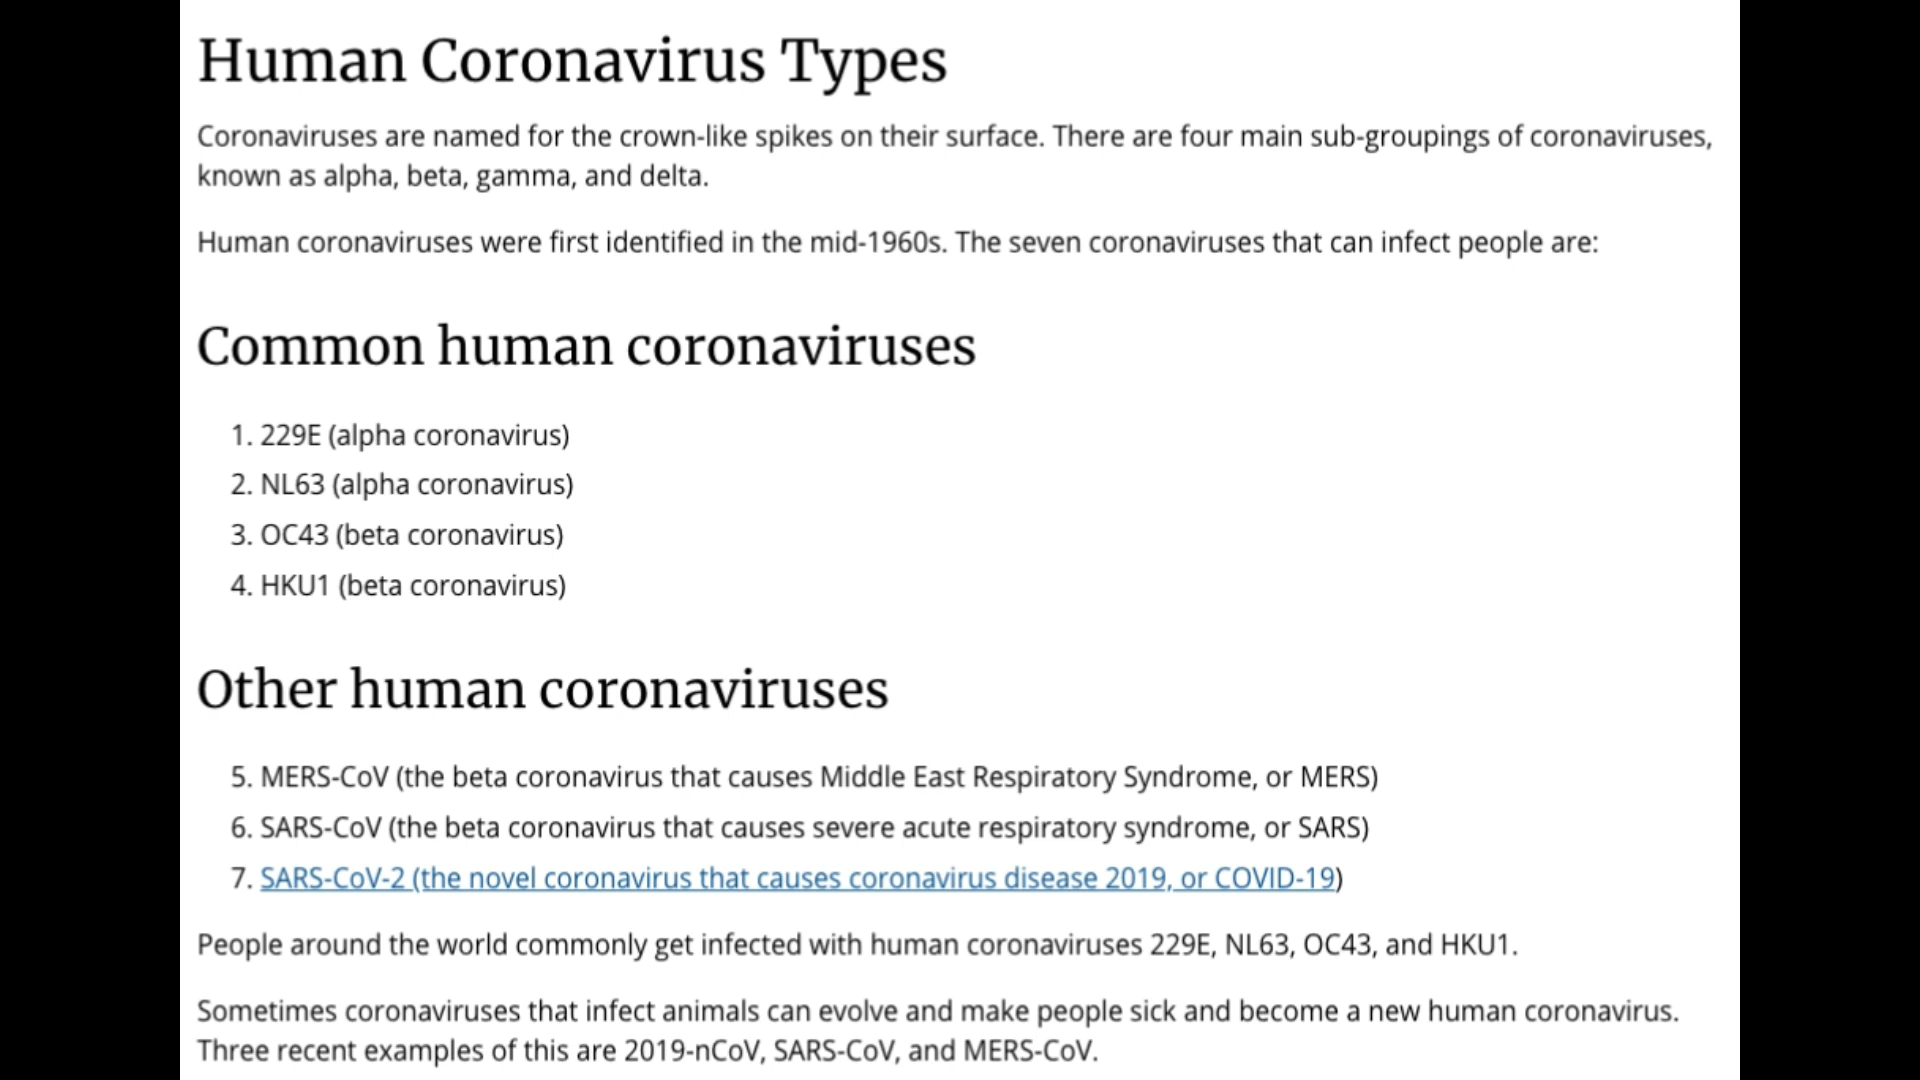 Human Coronavirus Types
Coronaviruses are named for the crown-like spikes on their surface. There are four main sub-groupings of coronaviruses,
known as alpha, beta, gamma, and delta.
Human coronaviruses were first identified in the mid-1960s. The seven coronaviruses that can infect people are:
Common human coronaviruses
1. 229E (alpha coronavirus)
2. NL63 (alpha coronavirus)
3. OC43 (beta coronavirus)
4. HKU1 (beta coronavirus)
Other human coronaviruses
5. MERS-CoV (the beta coronavirus that causes Middle East Respiratory Syndrome, or MERS)
6. SARS-CoV (the beta coronavirus that causes severe acute respiratory syndrome, or SARS)
7. SARS-CoV-2 (the novel coronavirus that causes coronavirus disease 2019, or COVID-19)
People around the world commonly get infected with human coronaviruses 229E, NL63, OC43, and HKU1.
Sometimes coronaviruses that infect animals can evolve and make people sick and become a new human coronavirus.
Three recent examples of this are 2019-nCoV, SARS-CoV, and MERS-CoV.